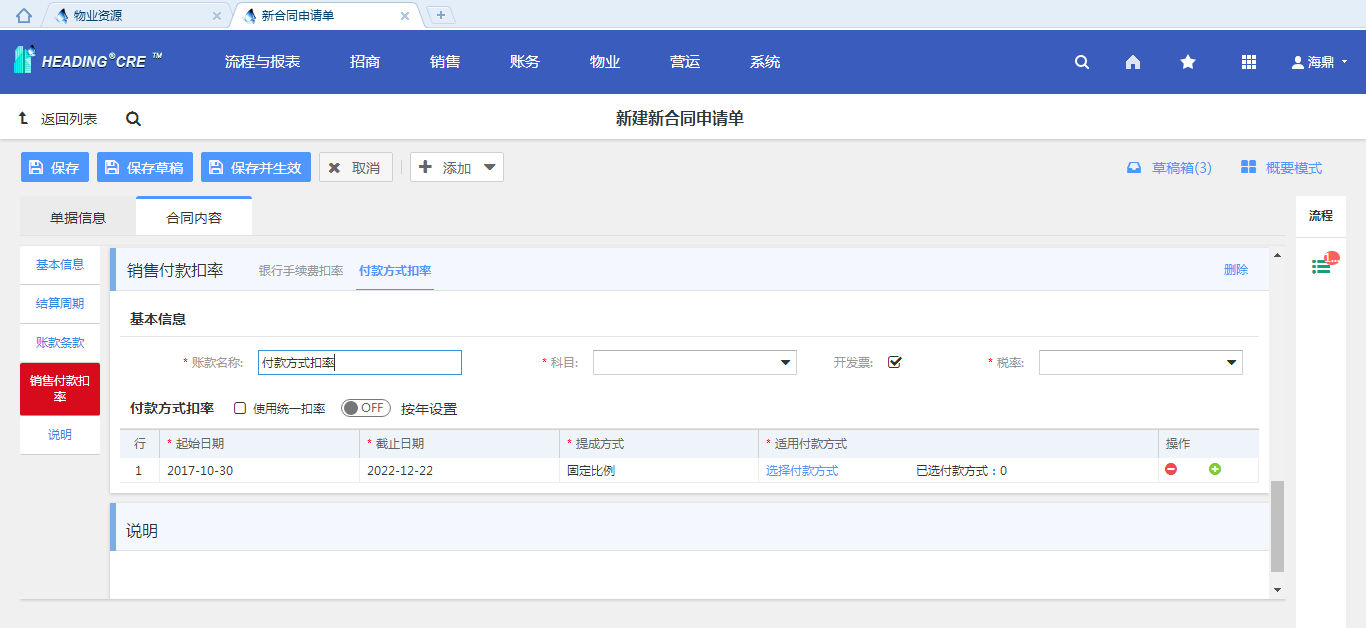 物业资源 新合同申请单
HEADING®CRE ™ 流程与报表 招商 销售 账务 物业 营运 系统 海鼎
返回列表 新建新合同申请单
保存 保存草稿 保存并生效 取消 添加 草稿箱(3) 概要模式
单据信息 合同内容 流程
基本信息
结算周期
账款条款
销售付款扣率
说明
销售付款扣率 银行手续费扣率 付款方式扣率 删除
基本信息
* 账款名称: 付款方式扣率 * 科目: 开发票: * 税率:
付款方式扣率 使用统一扣率 OFF 按年设置
行 * 起始日期 * 截止日期 * 提成方式 * 适用付款方式 操作
1 2017-10-30 2022-12-22 固定比例 选择付款方式 已选付款方式：0
说明